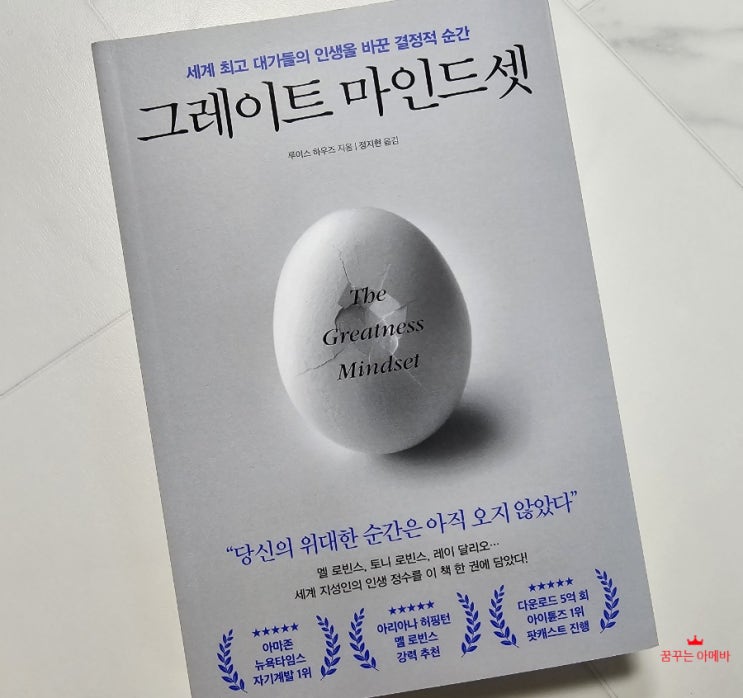 세계 최고 대가들의 인생을 바꾼 결정적 순간
그레이트 마인드셋
루이스 하우즈 지음 | 정지현 옮김
The
Greatness
Mindset
“당신의 위대한 순간은 아직 오지 않았다”
멜 로빈스, 토니 로빈스, 레이 달리오…
세계 지성인의 인생 정수를 이 책 한 권에 담았다!
★★★★★
아마존
뉴욕타임스
자기계발 1위
★★★★★
아리아나 허핑턴
멜 로빈스
강력 추천
★★★★★
다운로드 5억 회
아이튠즈 1위
팟캐스트 진행
꿈꾸는 아메바